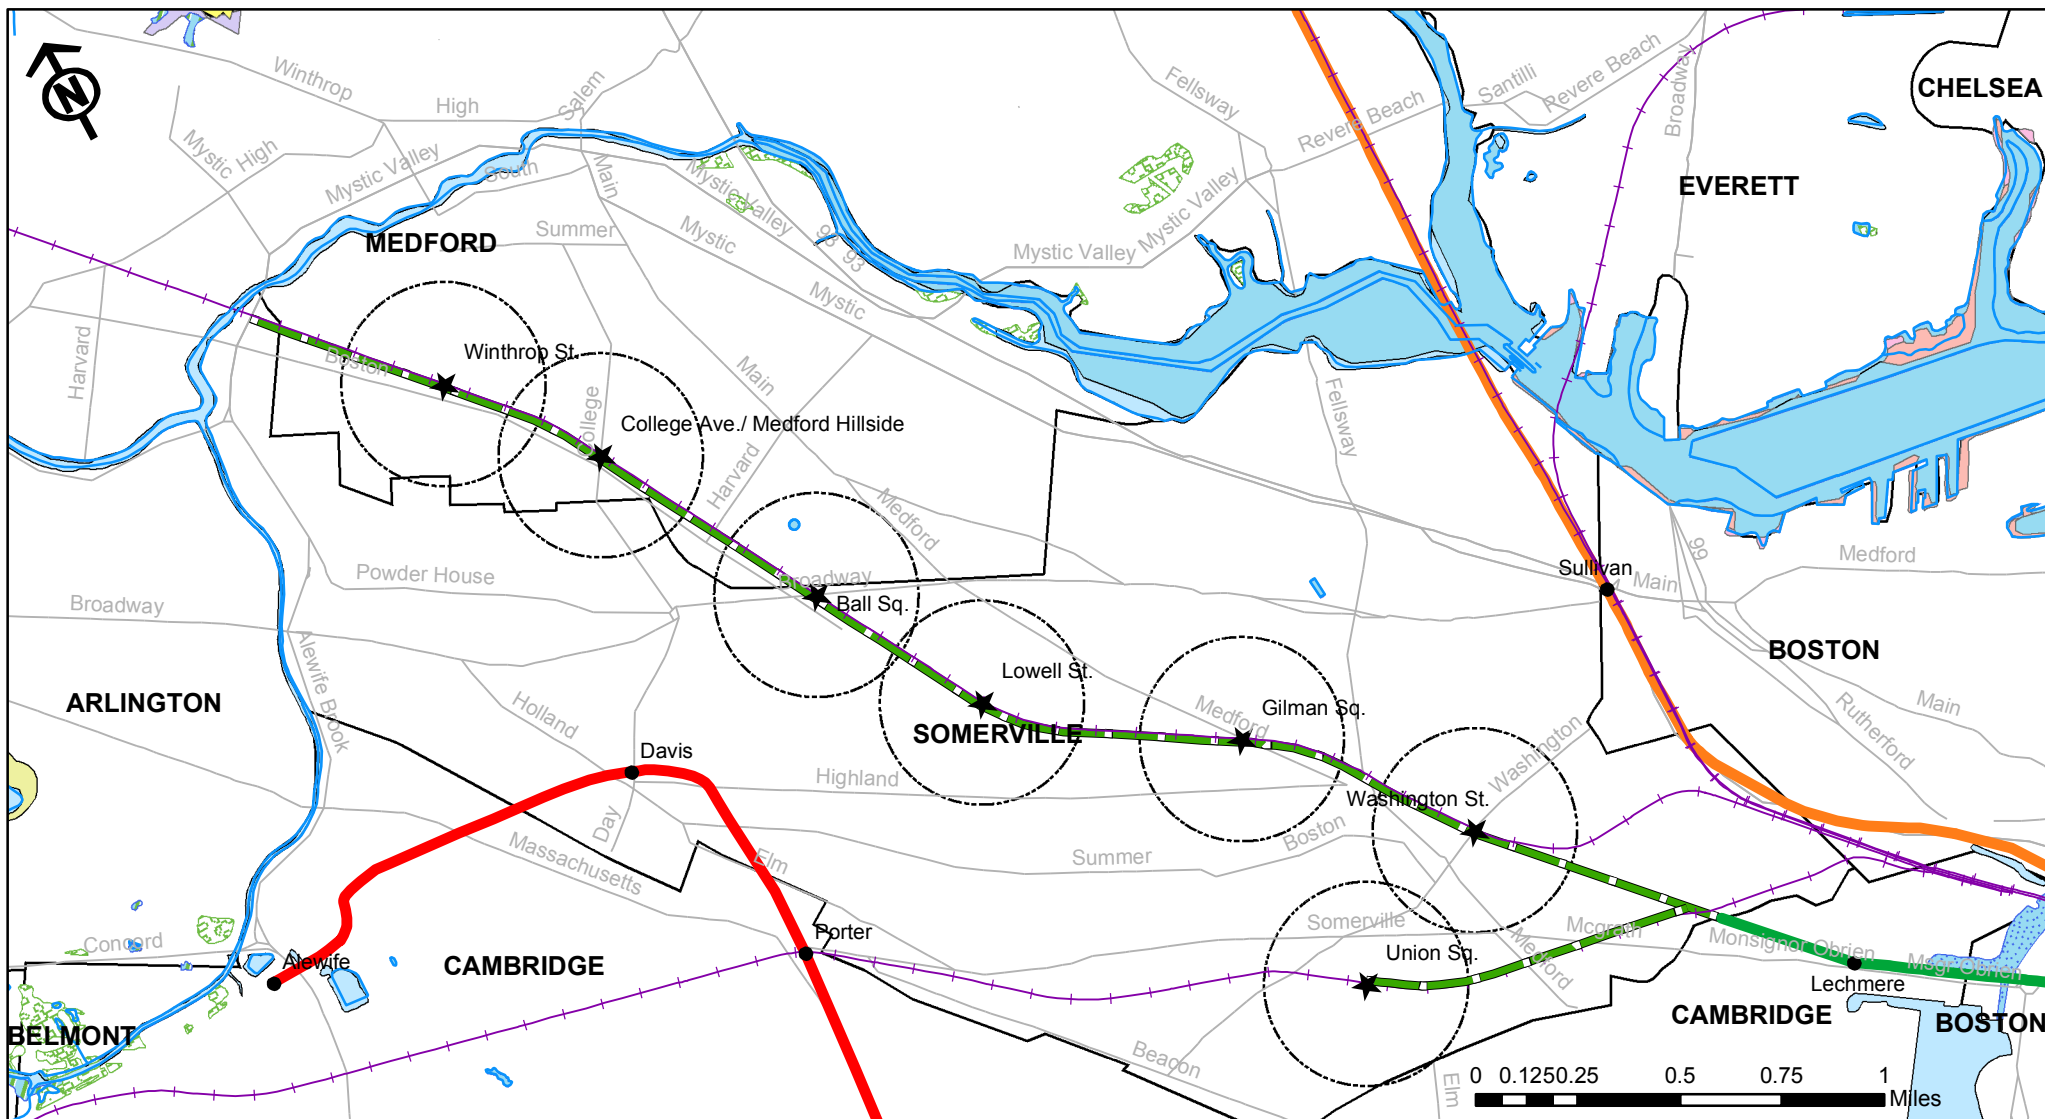 N
Winthrop
High
Salem
Fellsway
Santilli
Revere Beach
Broadway
CHELSEA
Revere Beach
Mystic
High
Mystic Valley
South
Main
Mystic Valley
Mystic Valley
EVERETT
MEDFORD
Summer
93
93
Mystic
Mystic Valley
Mystic
Harvard
Boston
Winthrop St.
College
College Ave./ Medford Hillside
Main
Fellsway
Harvard
Medford
99
Medford
Powder House
Broadway
Ball Sq.
Sullivan
Main
Broadway
Alewife Brook
BOSTON
ARLINGTON
Holland
Lowell St.
SOMERVILLE
Medford
Gilman Sq.
Rutherford
Main
Davis
Highland
Washington
Washington St.
Day
Massachusetts
Elm
Summer
Boston
Somerville
Mcgrath
Medford
Monsignor Obrien
Msgr Obrien
Concord
Alewife
CAMBRIDGE
Porter
Union Sq.
Lechmere
BELMONT
CAMBRIDGE
BOSTON
Beacon
Elm
0 0.125 0.25 0.5 0.75 1
Miles